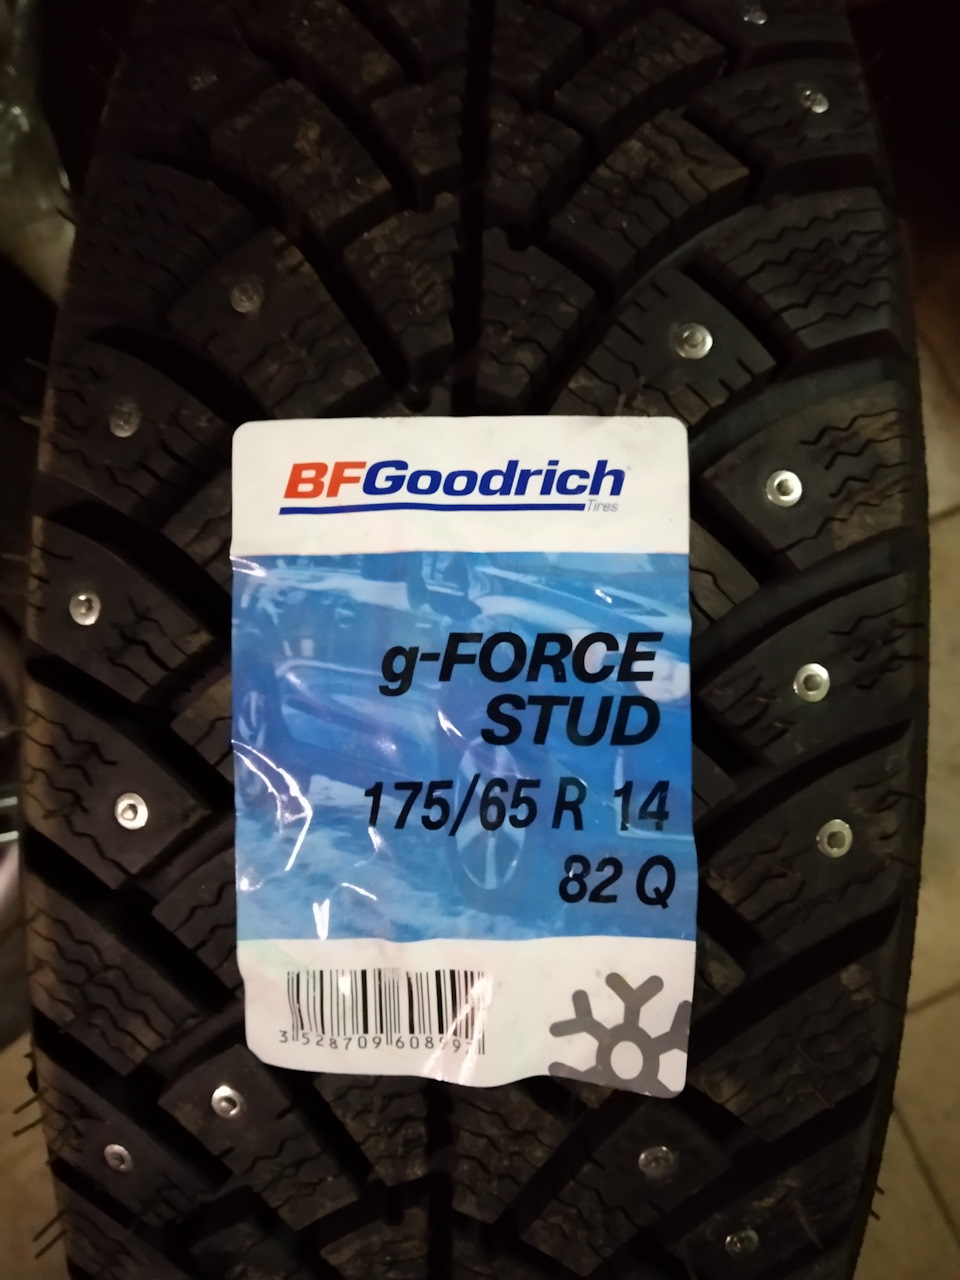 BFGoodrich
Tires
g-FORCE
STUD
175/65 R 14
82 Q